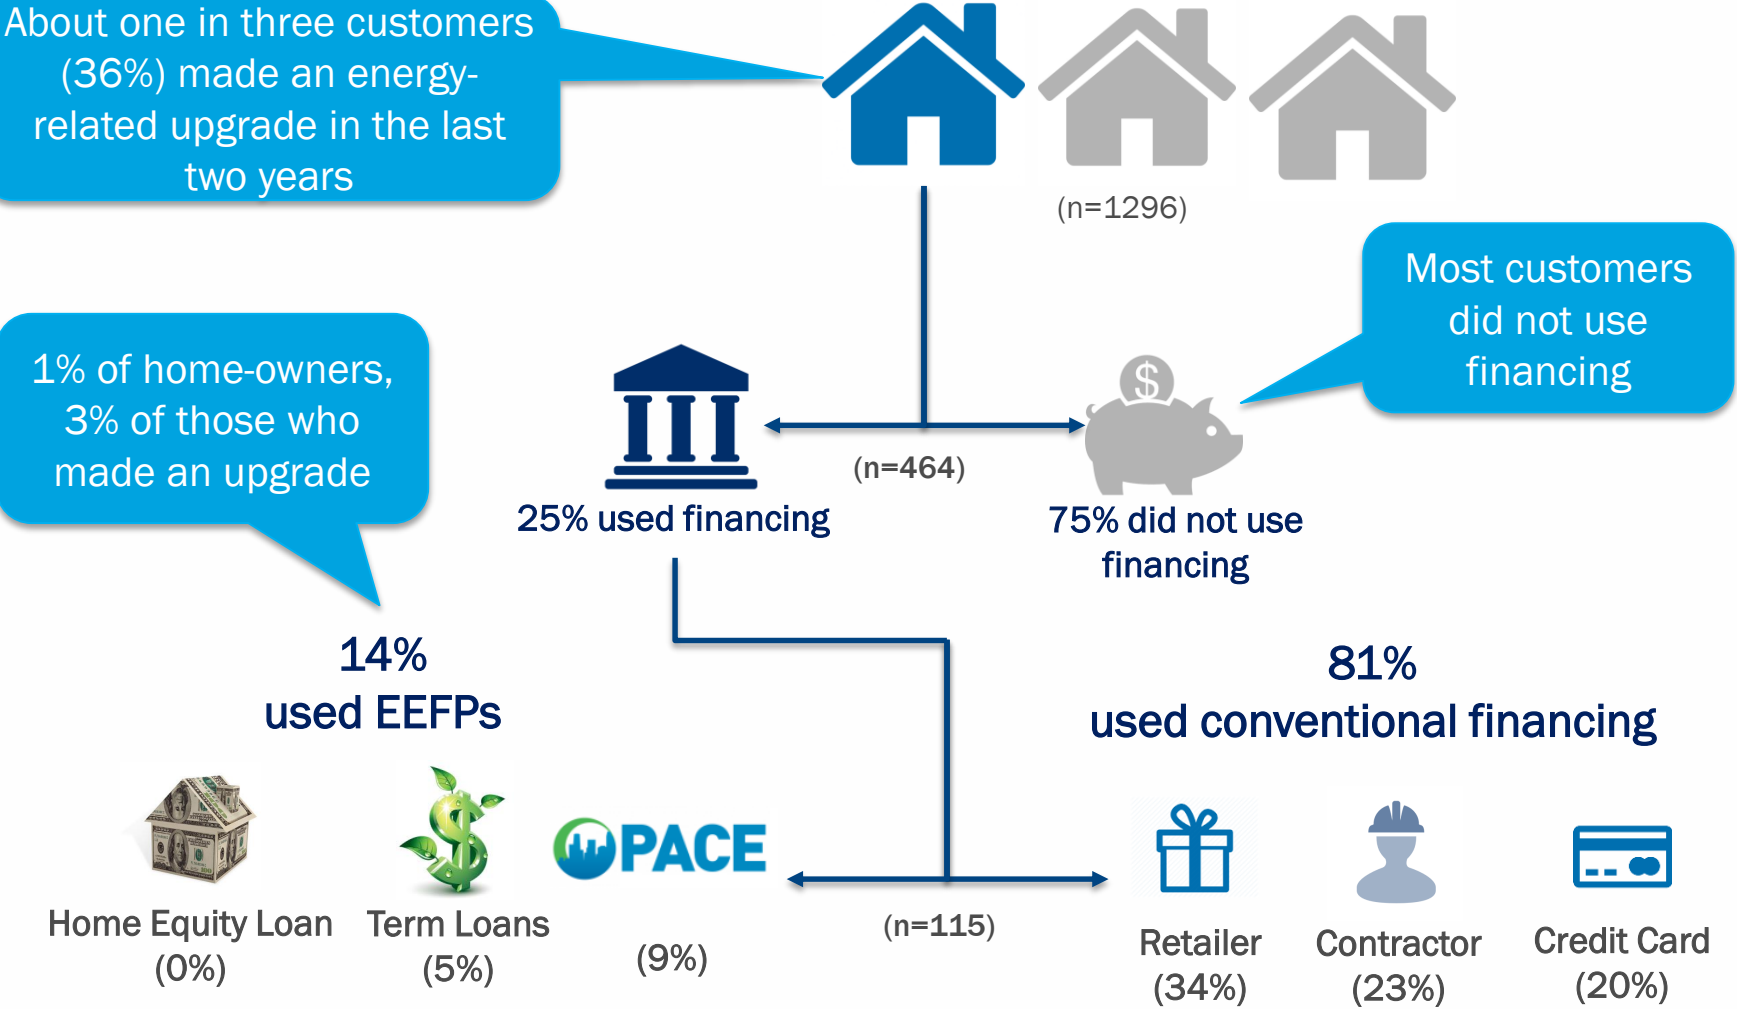 About one in three customers
(36%) made an energy-
related upgrade in the last
two years
(n=1296)
Most customers
did not use
financing
1% of home-owners,
3% of those who
made an upgrade
$
(n=464)
25% used financing
75% did not use
financing
14%
used EEFPs
81%
used conventional financing
PACE
Home Equity Loan
(0%)
Term Loans
(5%)
(9%)
(n=115)
Retailer
(34%)
Contractor
(23%)
Credit Card
(20%)